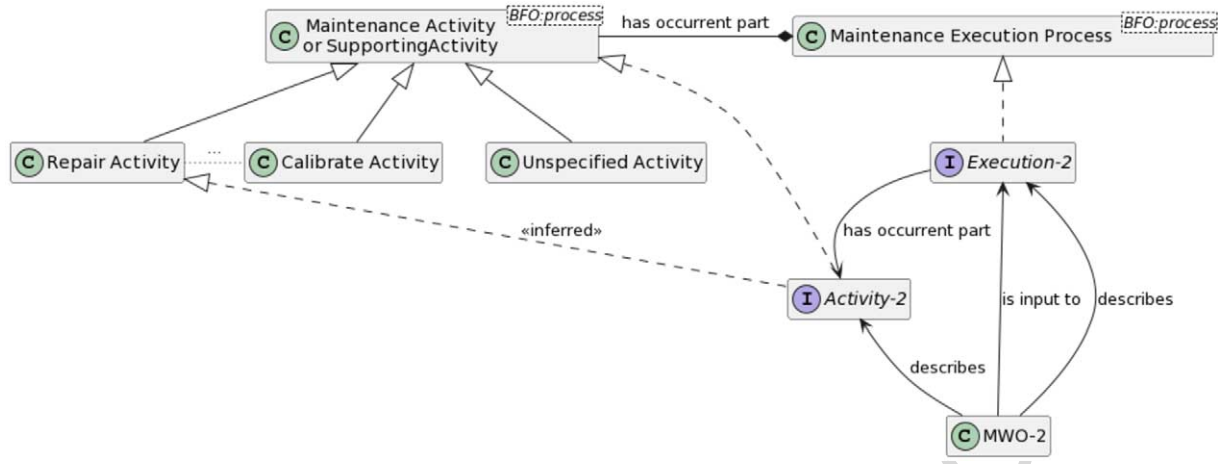 BFO:process
C Maintenance Activity
or SupportingActivity
has occurrent part
BFO:process
C Maintenance Execution Process
C Repair Activity
...
C Calibrate Activity
C Unspecified Activity
I Execution-2
«inferred»
has occurrent part
I Activity-2
is input to
describes
describes
C MWO-2